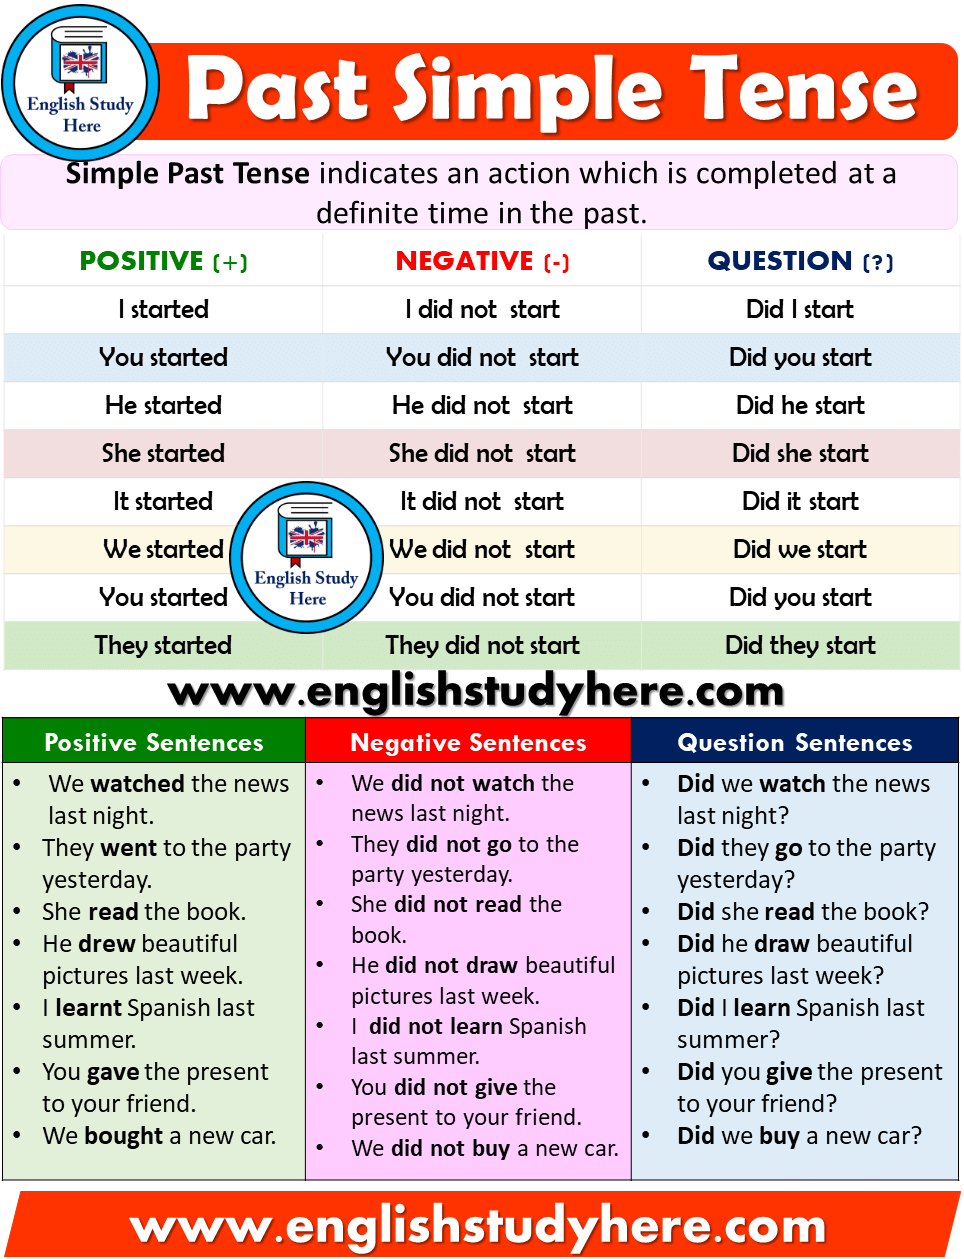 English Study
Here
Past Simple Tense
Simple Past Tense indicates an action which is completed at a
definite time in the past.
POSITIVE (+) NEGATIVE (-) QUESTION (?)
I started I did not start Did I start
You started You did not start Did you start
He started He did not start Did he start
She started She did not start Did she start
It started It did not start Did it start
We started We did not start Did we start
You started You did not start Did you start
They started They did not start Did they start
English Study
Here
www.englishstudyhere.com
Positive Sentences
• We watched the news
last night.
• They went to the party
yesterday.
• She read the book.
• He drew beautiful
pictures last week.
• I learnt Spanish last
summer.
• You gave the present
to your friend.
• We bought a new car.
Negative Sentences
• We did not watch the
news last night.
• They did not go to the
party yesterday.
• She did not read the
book.
• He did not draw beautiful
pictures last week.
• I did not learn Spanish
last summer.
• You did not give the
present to your friend.
• We did not buy a new car.
Question Sentences
• Did we watch the news
last night?
• Did they go to the party
yesterday?
• Did she read the book?
• Did he draw beautiful
pictures last week?
• Did I learn Spanish last
summer?
• Did you give the present
to your friend?
• Did we buy a new car?
www.englishstudyhere.com